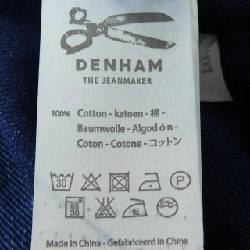 DENHAM
THE JEANMAKER
100% Cotton - katoen - 棉 -
Baumwolle - Algodón -
Coton - Cotone - コットン
30 P
Made in China - Gefabriceerd in China